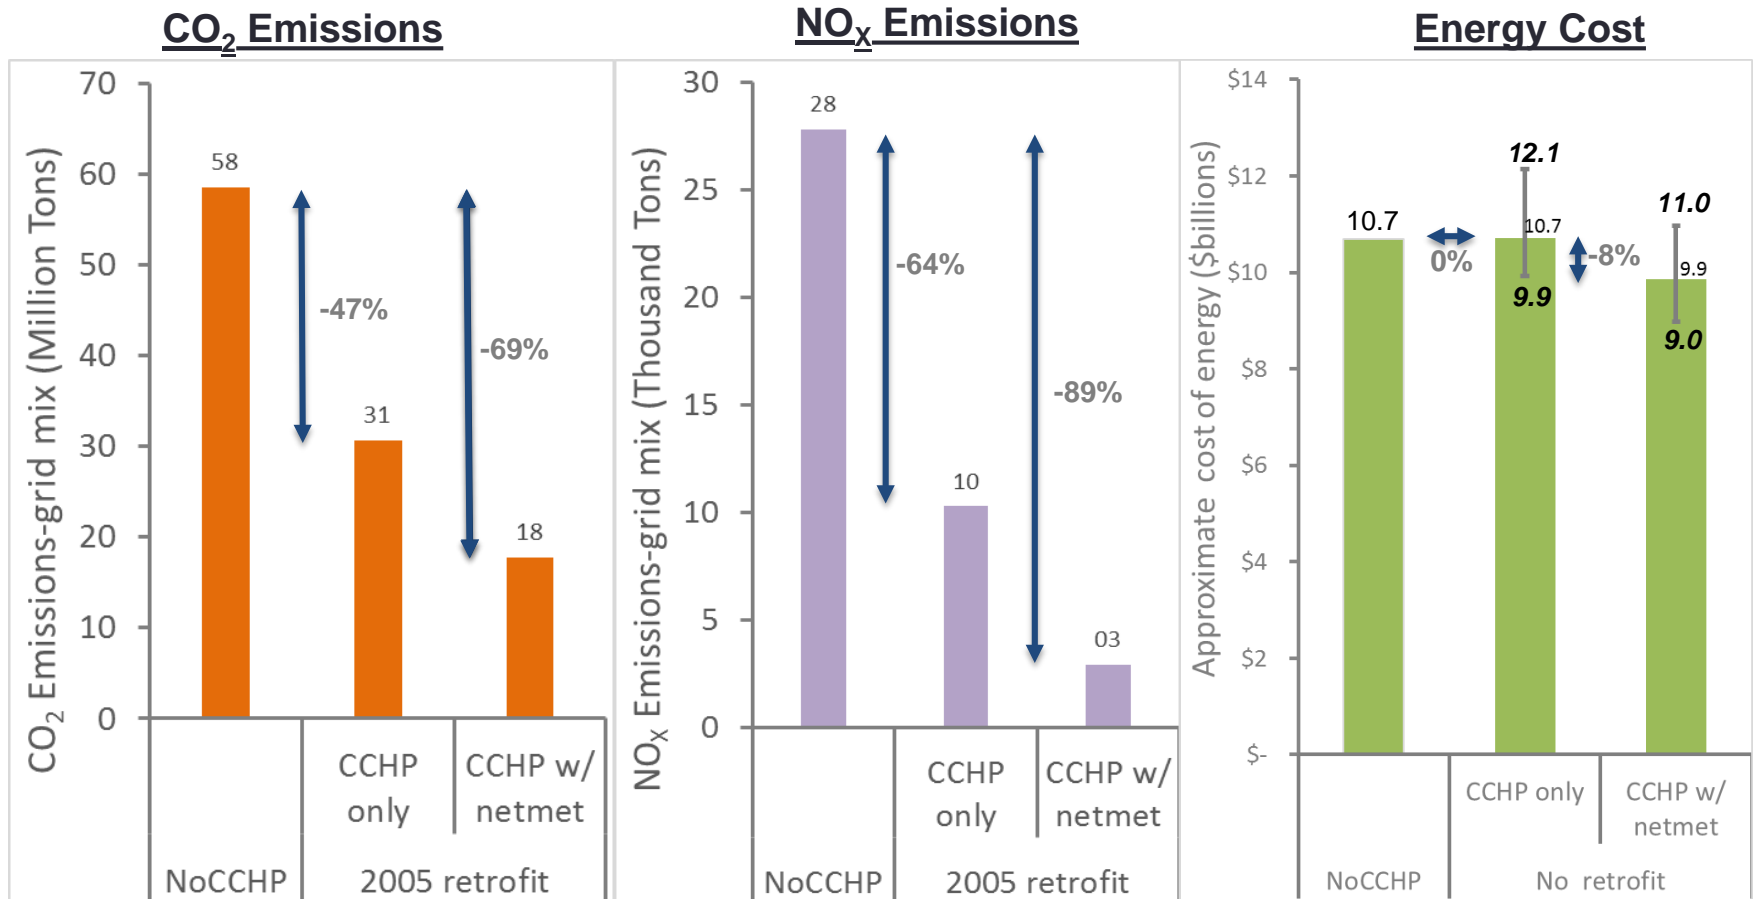 CO2 Emissions
CO2 Emissions-grid mix (Million Tons)
70
60
50
40
30
20
10
0
58
31
18
-47%
-69%
CCHP
only
CCHP w/
netmet
NoCCHP
2005 retrofit
NOX Emissions
NOX Emissions-grid mix (Thousand Tons)
30
25
20
15
10
5
0
28
10
03
-64%
-89%
CCHP
only
CCHP w/
netmet
NoCCHP
2005 retrofit
Energy Cost
Approximate cost of energy ($billions)
$14
$12
$10
$8
$6
$4
$2
$-
10.7
0%
12.1
10.7
9.9
-8%
11.0
9.9
9.0
CCHP only
CCHP w/
netmet
NoCCHP
No retrofit